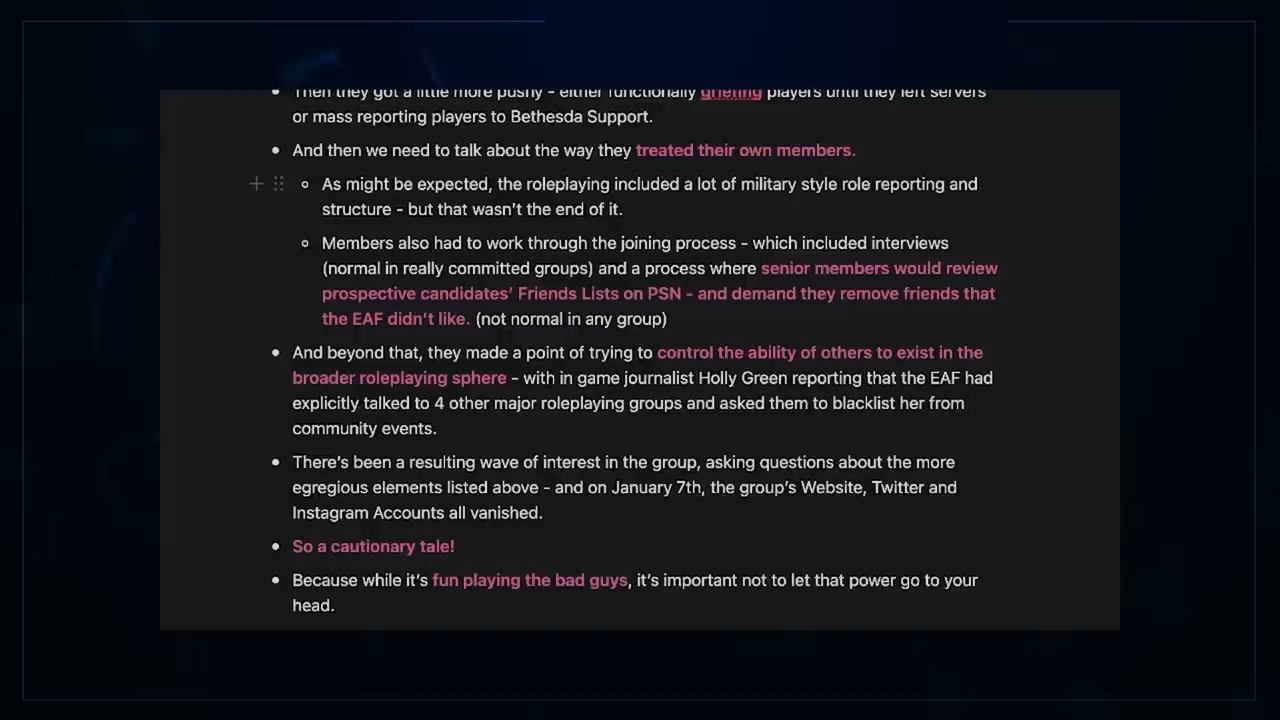 Then they got a little more pushy - either functionally griefing players until they left servers
or mass reporting players to Bethesda Support.
And then we need to talk about the way they treated their own members.
As might be expected, the roleplaying included a lot of military style role reporting and
structure - but that wasn't the end of it.
Members also had to work through the joining process - which included interviews
(normal in really committed groups) and a process where senior members would review
prospective candidates' Friends Lists on PSN - and demand they remove friends that
the EAF didn't like. (not normal in any group)
And beyond that, they made a point of trying to control the ability of others to exist in the
broader roleplaying sphere - with in game journalist Holly Green reporting that the EAF had
explicitly talked to 4 other major roleplaying groups and asked them to blacklist her from
community events.
There's been a resulting wave of interest in the group, asking questions about the more
egregious elements listed above - and on January 7th, the group's Website, Twitter and
Instagram Accounts all vanished.
So a cautionary tale!
Because while it's fun playing the bad guys, it's important not to let that power go to your
head.